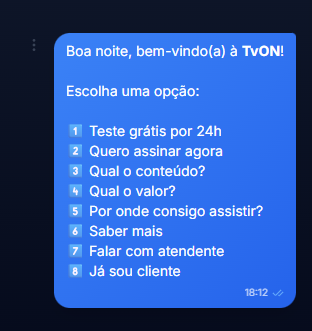 Boa noite, bem-vindo(a) à TvON!
Escolha uma opção:
1️⃣ Teste grátis por 24h
2️⃣ Quero assinar agora
3️⃣ Qual o conteúdo?
4️⃣ Qual o valor?
5️⃣ Por onde consigo assistir?
6️⃣ Saber mais
7️⃣ Falar com atendente
8️⃣ Já sou cliente
18:12